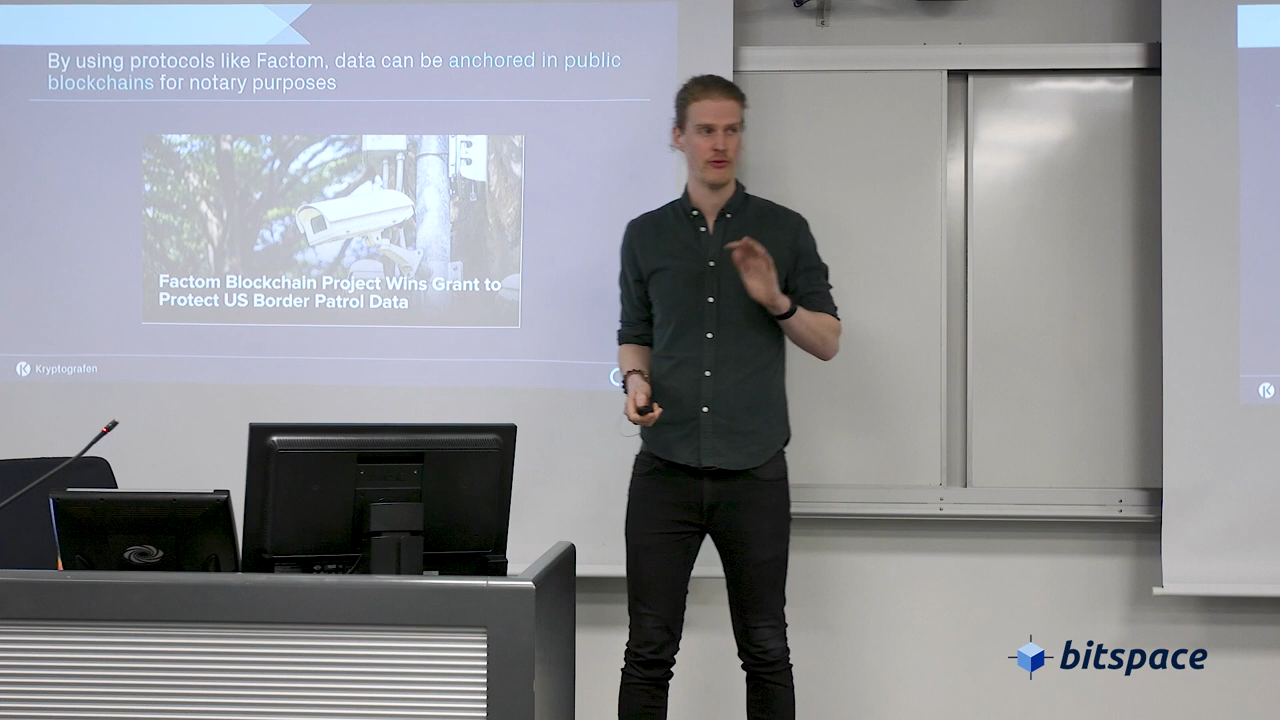 By using protocols like Factom, data can be anchored in public
blockchains for notary purposes
Factom Blockchain Project Wins Grant to
Protect US Border Patrol Data
Kryptografen
bitspace